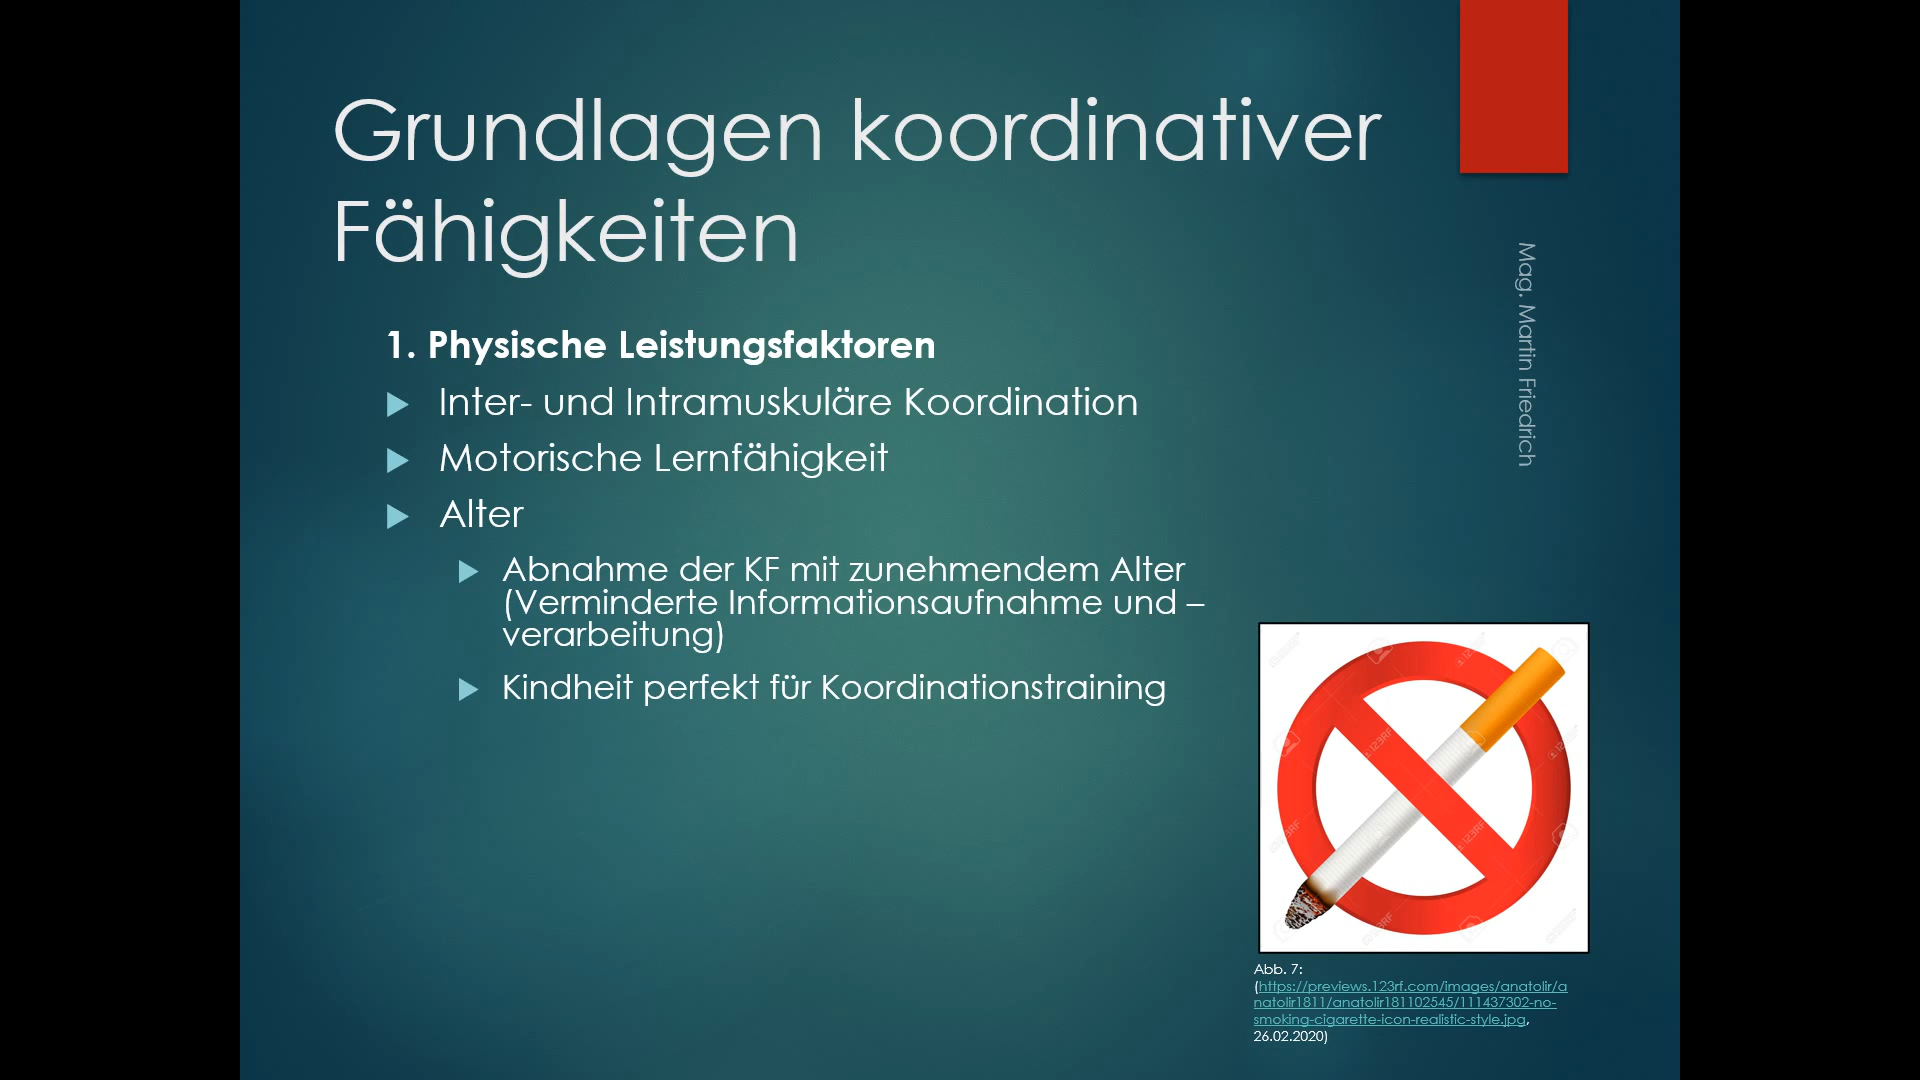 Grundlagen koordinativer
Fähigkeiten
Mag. Martin Friedrich
1. Physische Leistungsfaktoren
Inter- und Intramuskuläre Koordination
Motorische Lernfähigkeit
Alter
Abnahme der KF mit zunehmendem Alter
(Verminderte Informationsaufnahme und –
verarbeitung)
Kindheit perfekt für Koordinationstraining
123RF
Abb. 7:
(https://previews.123rf.com/images/anatolir/a
natolir1811/anatolir181102545/111437302-no-
smoking-cigarette-icon-realistic-style.jpg,
26.02.2020)